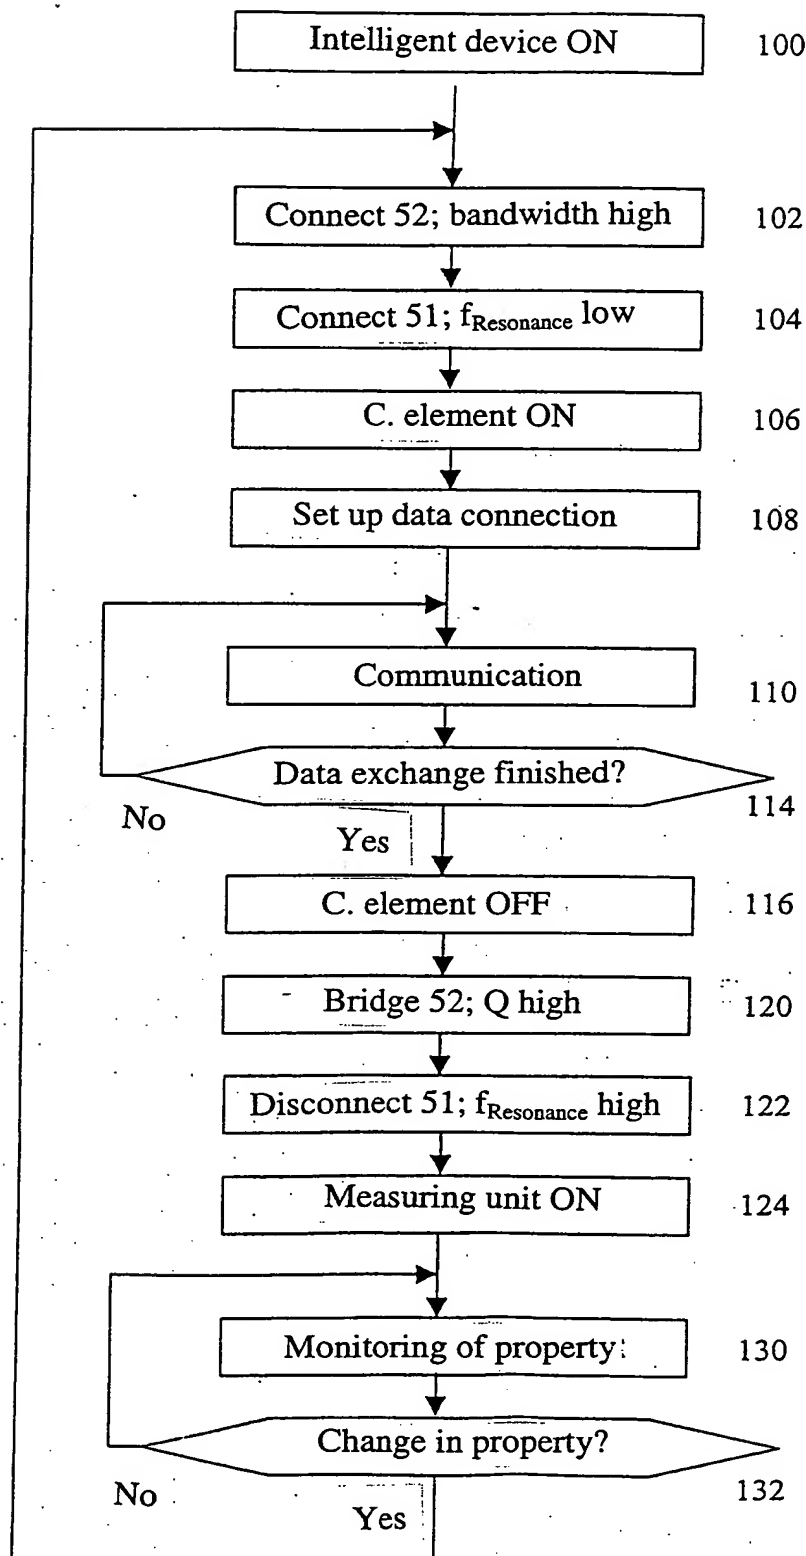 Intelligent device ON 100
Connect 52; bandwidth high 102
Connect 51; fResonance low 104
C. element ON 106
Set up data connection 108
Communication 110
Data exchange finished? 114
No
Yes
C. element OFF 116
Bridge 52; Q high 120
Disconnect 51; fResonance high 122
Measuring unit ON 124
Monitoring of property 130
Change in property? 132
No
Yes